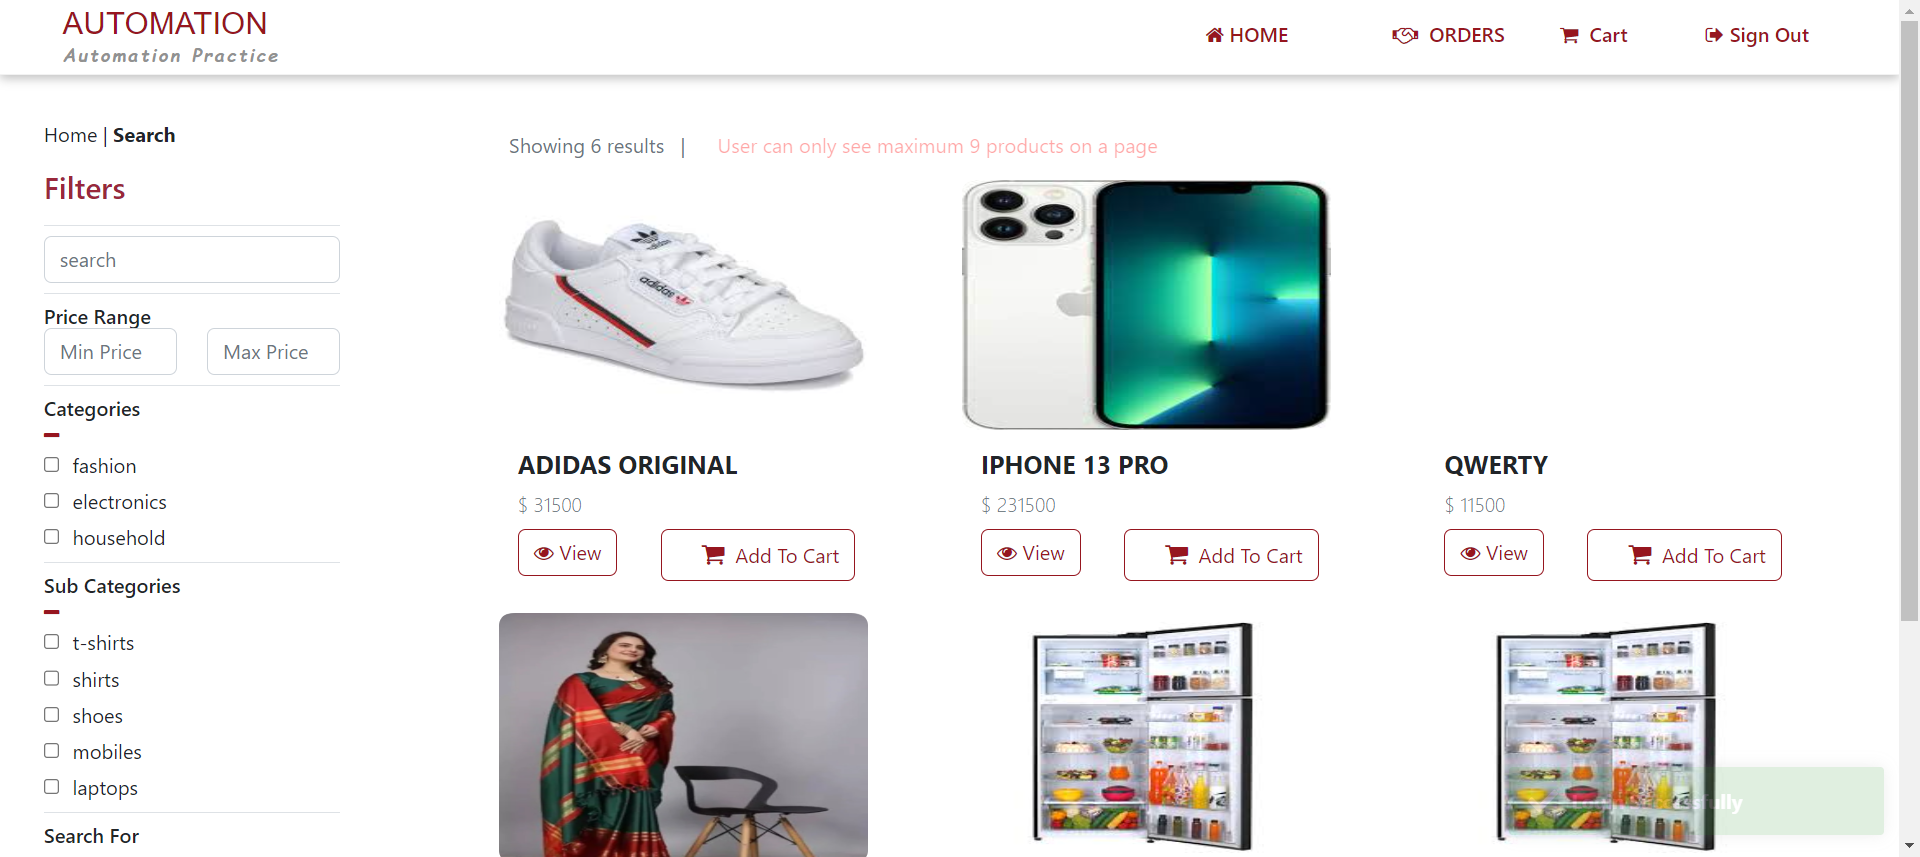 AUTOMATION
Automation Practice
HOME
ORDERS
Cart
Sign Out
Home | Search
Filters
search
Price Range
Min Price
Max Price
Categories
fashion
electronics
household
Sub Categories
t-shirts
shirts
shoes
mobiles
laptops
Search For
Showing 6 results |
User can only see maximum 9 products on a page
adidas
adidas
ADIDAS ORIGINAL
$ 31500
View
Add To Cart
IPHONE 13 PRO
$ 231500
View
Add To Cart
QWERTY
$ 11500
View
Add To Cart